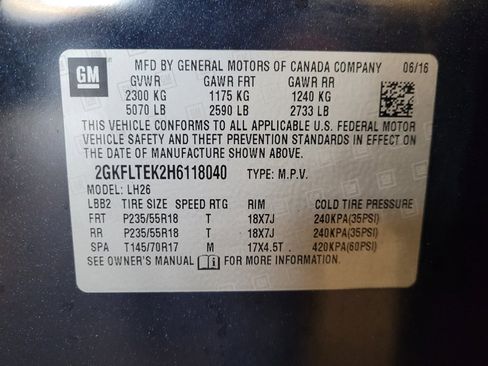 GM
MFD BY GENERAL MOTORS OF CANADA COMPANY 06/16
GVWR GAWR FRT GAWR RR
2300 KG 1175 KG 1240 KG
5070 LB 2590 LB 2733 LB
THIS VEHICLE CONFORMS TO ALL APPLICABLE U.S. FEDERAL MOTOR
VEHICLE SAFETY AND THEFT PREVENTION STANDARDS IN EFFECT ON
THE DATE OF MANUFACTURE SHOWN ABOVE.
2GKFLTEK2H6118040 TYPE: M.P.V.
MODEL: LH26
LBB2 TIRE SIZE SPEED RTG RIM COLD TIRE PRESSURE
FRT P235/55R18 T 18X7J 240KPA(35PSI)
RR P235/55R18 T 18X7J 240KPA(35PSI)
SPA T145/70R17 M 17X4.5T 420KPA(60PSI)
SEE OWNER'S MANUAL FOR MORE INFORMATION